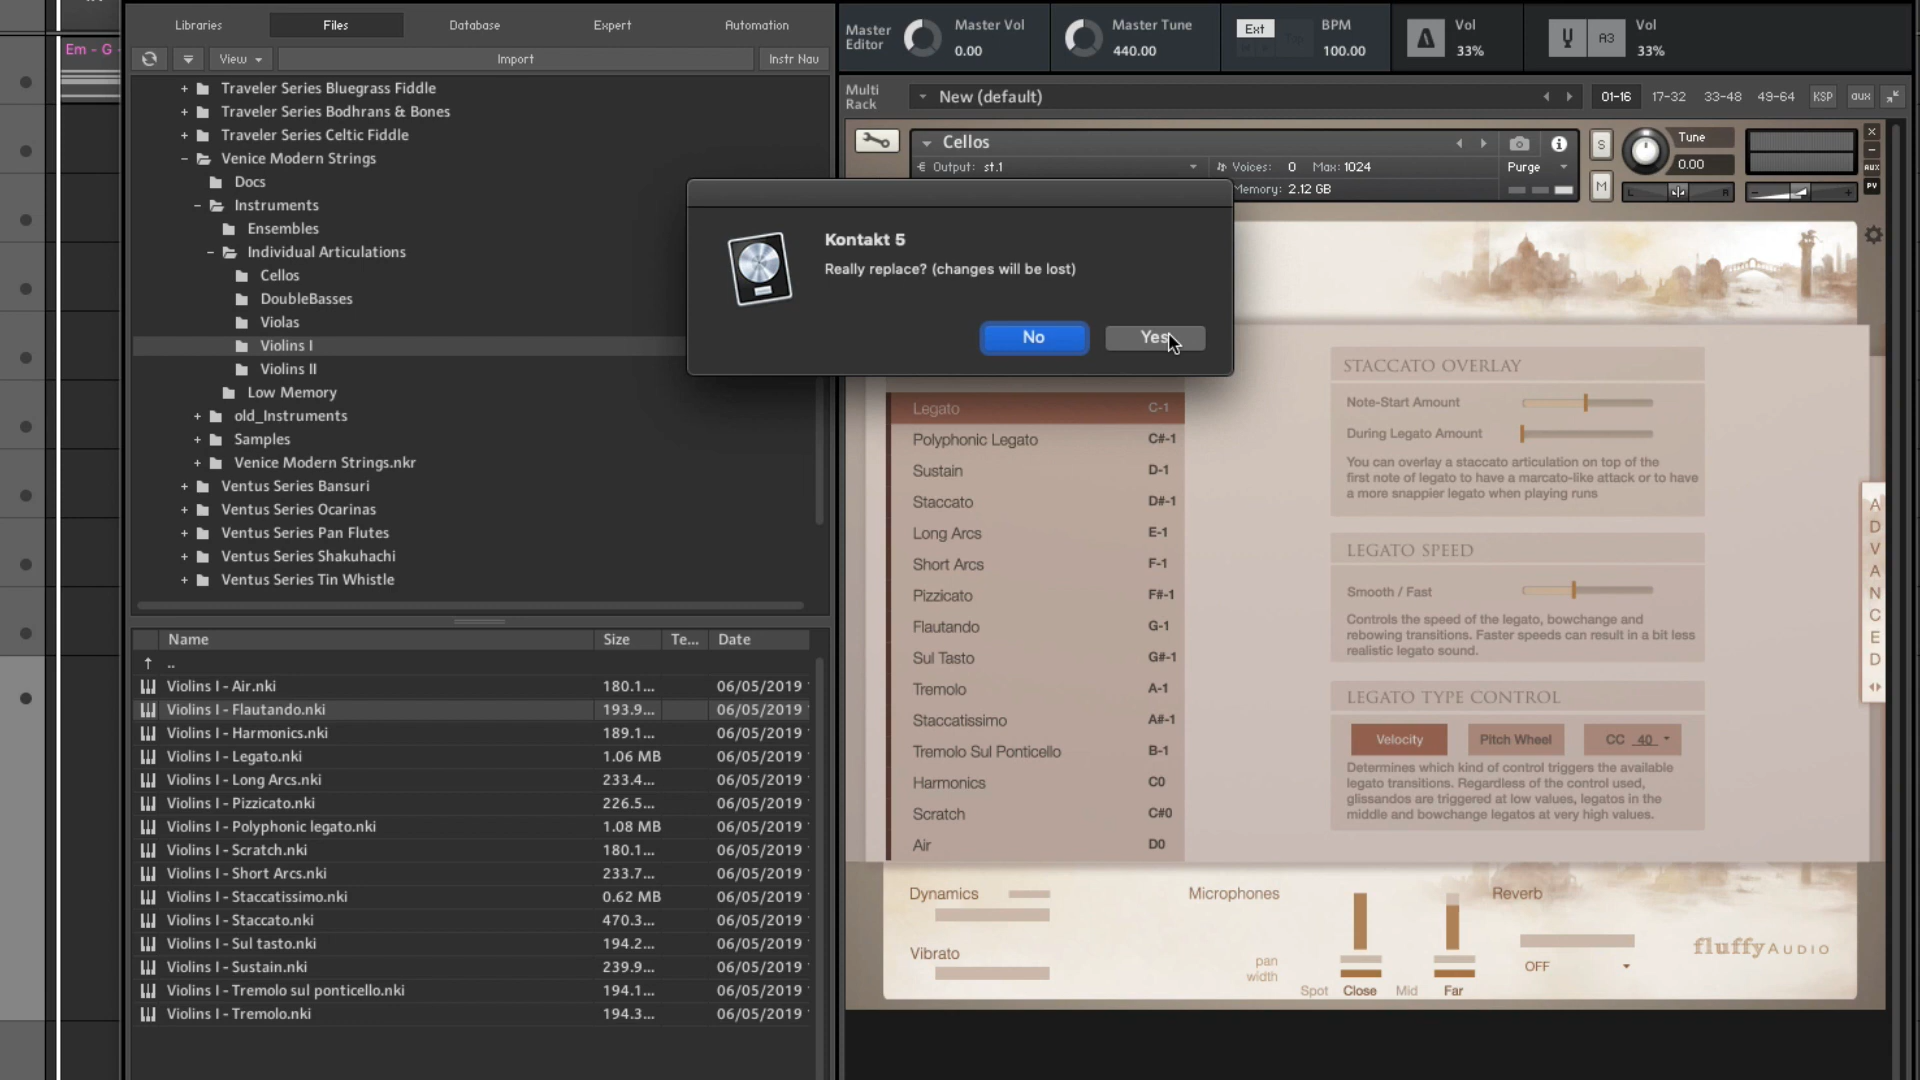 Em - G -
Libraries
Files
Database
Expert
Automation
View
Import
Instr Nav
Traveler Series Bluegrass Fiddle
Traveler Series Bodhrans & Bones
Traveler Series Celtic Fiddle
Venice Modern Strings
Docs
Instruments
Ensembles
Individual Articulations
Cellos
DoubleBasses
Violas
Violins I
Violins II
Low Memory
old_Instruments
Samples
Venice Modern Strings.nkr
Ventus Series Bansuri
Ventus Series Ocarinas
Ventus Series Pan Flutes
Ventus Series Shakuhachi
Ventus Series Tin Whistle
Name Size Te... Date
..
Violins I - Air.nki 180.1... 06/05/2019
Violins I - Flautando.nki 193.9... 06/05/2019
Violins I - Harmonics.nki 189.1... 06/05/2019
Violins I - Legato.nki 1.06 MB 06/05/2019
Violins I - Long Arcs.nki 233.4... 06/05/2019
Violins I - Pizzicato.nki 226.5... 06/05/2019
Violins I - Polyphonic legato.nki 1.08 MB 06/05/2019
Violins I - Scratch.nki 180.1... 06/05/2019
Violins I - Short Arcs.nki 233.7... 06/05/2019
Violins I - Staccatissimo.nki 0.62 MB 06/05/2019
Violins I - Staccato.nki 470.3... 06/05/2019
Violins I - Sul tasto.nki 194.2... 06/05/2019
Violins I - Sustain.nki 239.9... 06/05/2019
Violins I - Tremolo sul ponticello.nki 194.1... 06/05/2019
Violins I - Tremolo.nki 194.3... 06/05/2019
Master Editor
Master Vol
0.00
Master Tune
440.00
Ext
BPM
100.00
Vol
33%
A3
Vol
33%
Multi Rack
New (default)
01-16 17-32 33-48 49-64 KSP aux
Cellos
Output: st.1
Voices: 0 Max: 1024
Purge
Memory: 2.12 GB
S
M
Tune
0.00
L R
AUX
PV
Kontakt 5
Really replace? (changes will be lost)
No
Yes
Legato C-1
Polyphonic Legato C#-1
Sustain D-1
Staccato D#-1
Long Arcs E-1
Short Arcs F-1
Pizzicato F#-1
Flautando G-1
Sul Tasto G#-1
Tremolo A-1
Staccatissimo A#-1
Tremolo Sul Ponticello B-1
Harmonics C0
Scratch C#0
Air D0
STACCATO OVERLAY
Note-Start Amount
During Legato Amount
You can overlay a staccato articulation on top of the
first note of legato to have a marcato-like attack or to have
a more snappier legato when playing runs
LEGATO SPEED
Smooth / Fast
Controls the speed of the legato, bowchange and
rebowing transitions. Faster speeds can result in a bit less
realistic legato sound.
LEGATO TYPE CONTROL
Velocity
Pitch Wheel
CC 40
Determines which kind of control triggers the available
legato transitions. Regardless of the control used,
glissandos are triggered at low values, legatos in the
middle and bowchange legatos at very high values.
ADVANCED
Dynamics
Vibrato
Microphones
pan
width
Spot Close Mid Far
Reverb
OFF
fluffyAUDIO